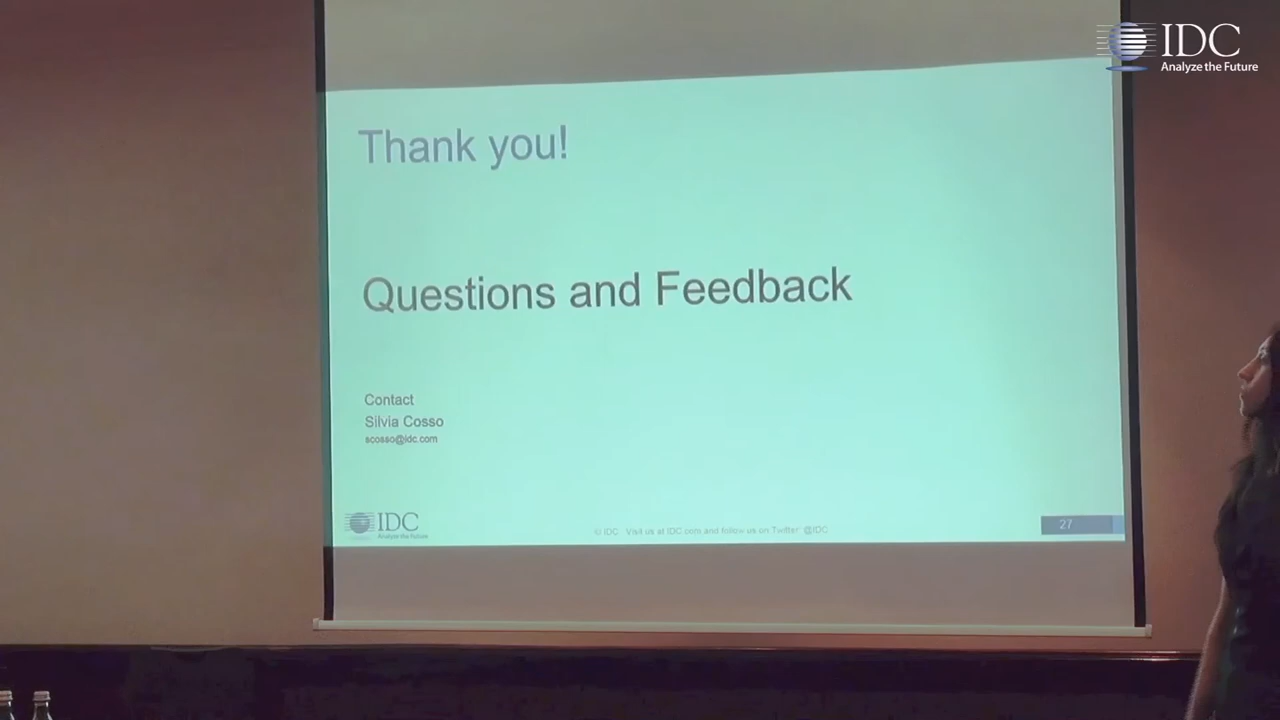 IDC
Analyze the Future
Thank you!
Questions and Feedback
Contact
Silvia Cosso
scosso@idc.com
IDC
Analyze the Future
© IDC Visit us at IDC.com and follow us on Twitter: @IDC
27